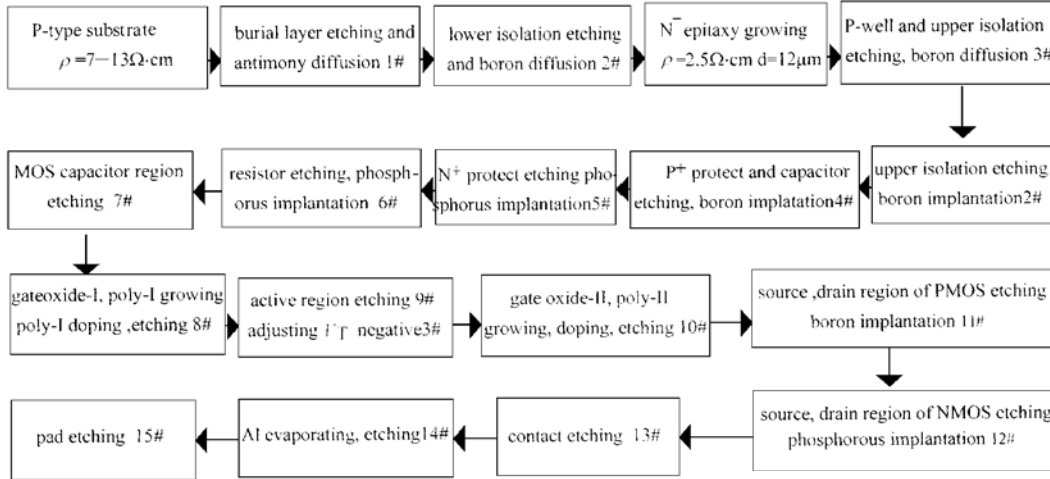 P-type substrate
ρ=7−13Ω·cm
burial layer etching and
antimony diffusion 1#
lower isolation etching
and boron diffusion 2#
N⁻ epitaxy growing
ρ=2.5Ω·cm d=12μm
P-well and upper isolation
etching, boron diffusion 3#
upper isolation etching
boron implantation2#
P⁺ protect and capacitor
etching, boron implatation4#
N⁺ protect etching pho-
sphorus implantation5#
resistor etching, phosph-
orus implantation 6#
MOS capacitor region
etching 7#
gateoxide-I, poly-I growing
poly-I doping ,etching 8#
active region etching 9#
adjusting negative3#
gate oxide-II, poly-II
growing, doping, etching 10#
source ,drain region of PMOS etching
boron implantation 11#
source, drain region of NMOS etching
phosphorous implantation 12#
contact etching 13#
Al evaporating, etching14#
pad etching 15#